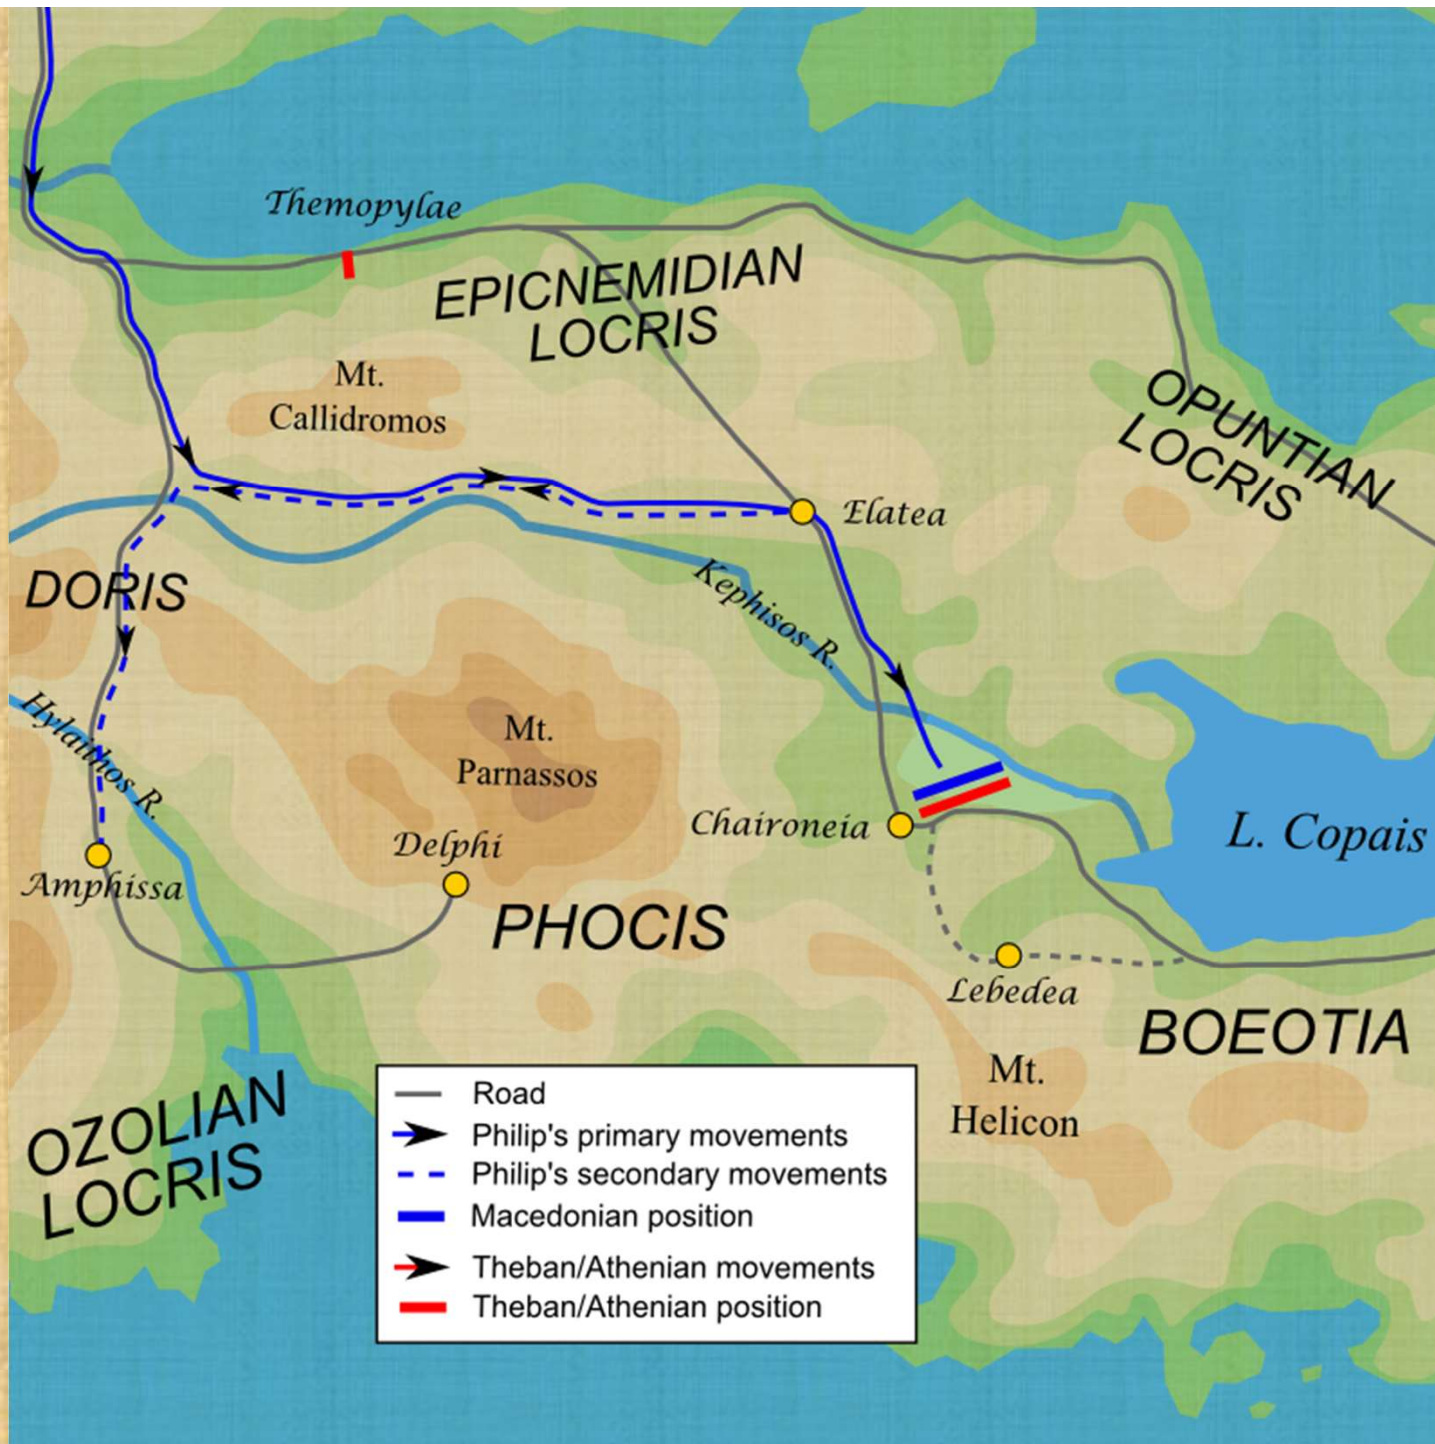 Themopylae
EPICNEMIDIAN
LOCRIS
Mt.
Callidromos
OPUNTIAN
LOCRIS
Elatea
DORIS
Kephisos R.
Hylaithos R.
Mt.
Parnassos
Chaironeia
L. Copais
Delphi
Amphissa
PHOCIS
Lebedea
BOEOTIA
Mt.
Helicon
OZOLIAN
LOCRIS
Road
Philip's primary movements
Philip's secondary movements
Macedonian position
Theban/Athenian movements
Theban/Athenian position